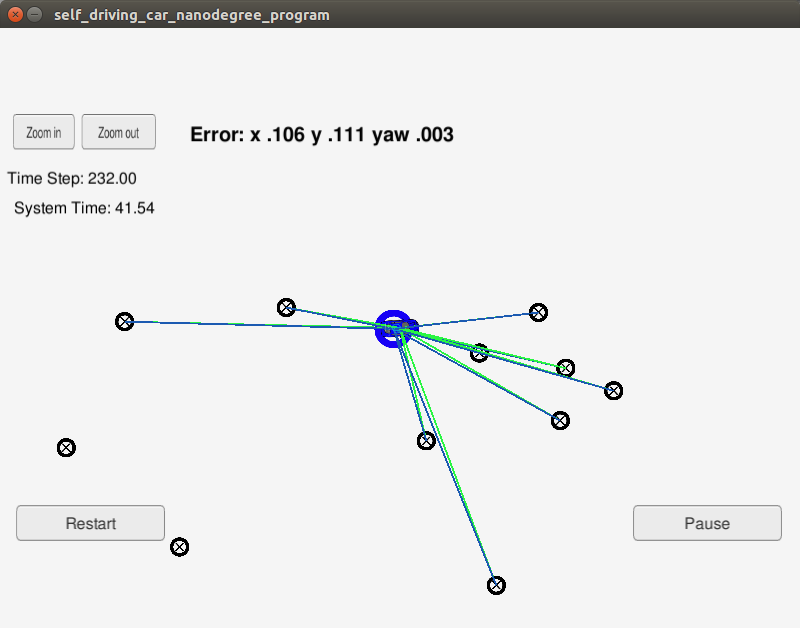 self_driving_car_nanodegree_program
Zoom in
Zoom out
Error: x .106 y .111 yaw .003
Time Step: 232.00
System Time: 41.54
Restart
Pause